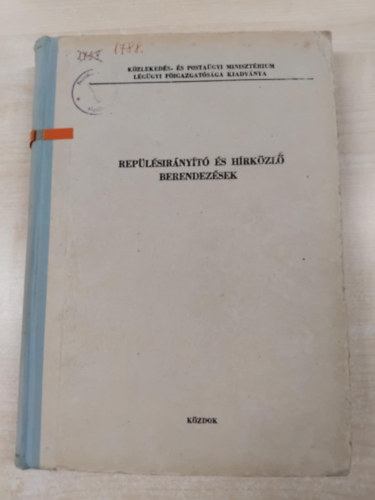 KÖZLEKEDÉS- ÉS POSTAÜGYI MINISZTÉRIUM
LÉGÜGYI FŐIGAZGATÓSÁGA KIADVÁNYA
REPÜLÉSIRÁNYÍTÓ ÉS HÍRKÖZLŐ
BERENDEZÉSEK
KÖZDOK